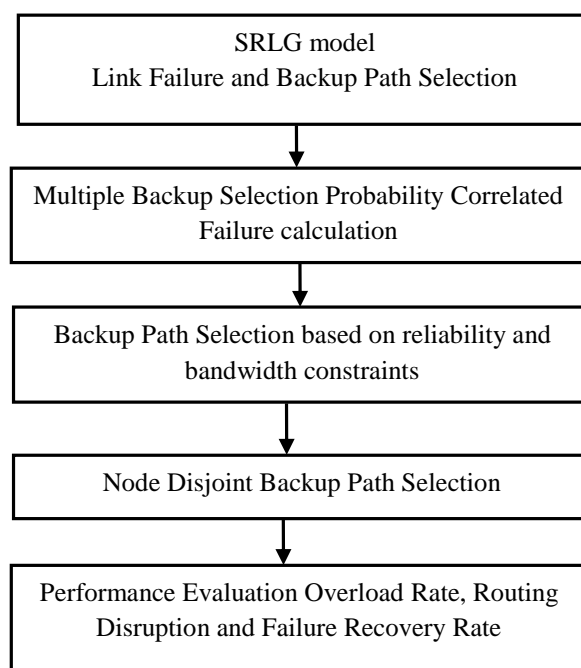 SRLG model
Link Failure and Backup Path Selection
Multiple Backup Selection Probability Correlated
Failure calculation
Backup Path Selection based on reliability and
bandwidth constraints
Node Disjoint Backup Path Selection
Performance Evaluation Overload Rate, Routing
Disruption and Failure Recovery Rate